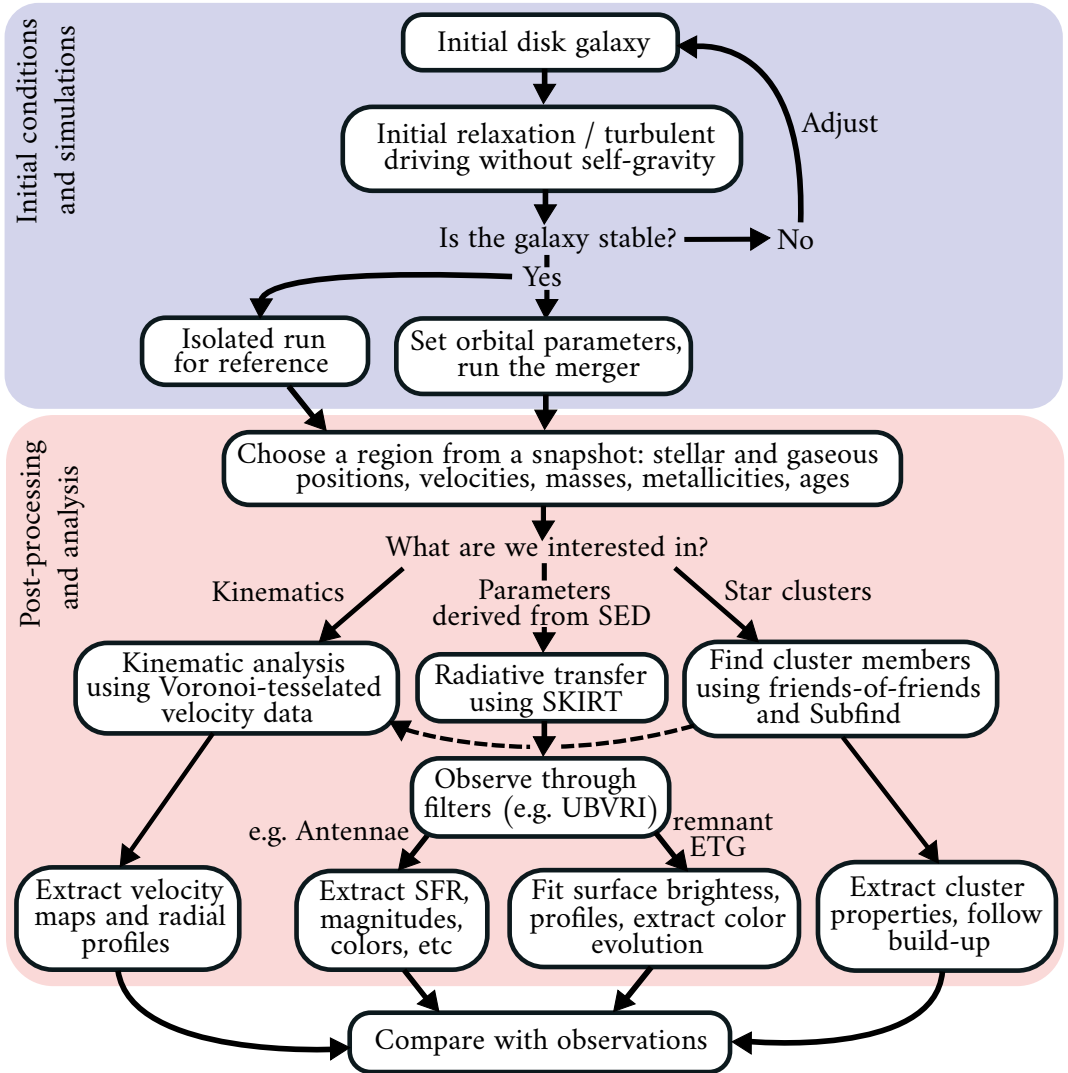 Initial conditions
and simulations
Initial disk galaxy
Adjust
Initial relaxation / turbulent
driving without self-gravity
Is the galaxy stable?
No
Yes
Isolated run
for reference
Set orbital parameters,
run the merger
Post-processing
and analysis
Choose a region from a snapshot: stellar and gaseous
positions, velocities, masses, metallicities, ages
What are we interested in?
Kinematics
Parameters
derived from SED
Star clusters
Kinematic analysis
using Voronoi-tesselated
velocity data
Radiative transfer
using SKIRT
Find cluster members
using friends-of-friends
and Subfind
Observe through
filters (e.g. UBVRI)
e.g. Antennae
remnant
ETG
Extract velocity
maps and radial
profiles
Extract SFR,
magnitudes,
colors, etc
Fit surface brightess,
profiles, extract color
evolution
Extract cluster
properties, follow
build-up
Compare with observations